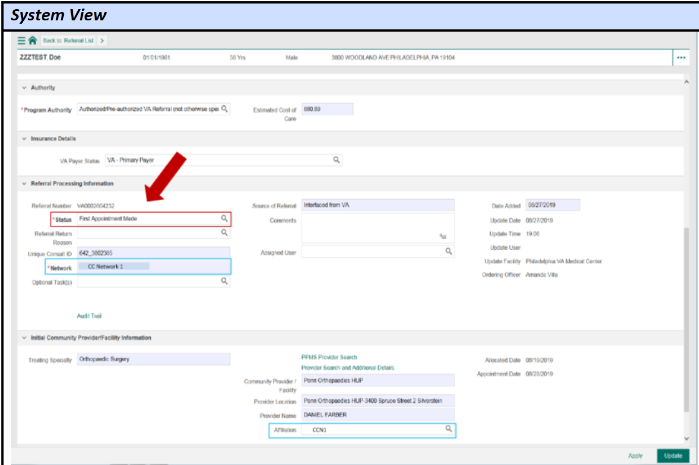 System View
Back to Referral List
ZZZTEST, Doe 01/01/1981 38 Yrs Male 3800 WOODLAND AVE PHILADELPHIA, PA 19104
Authority
*Program Authority Authorized/Pre-authorized VA Referral (not otherwise spec Estimated Cost of Care 000.00
Insurance Details
VA-Payer Status VA - Primary Payer
Referral Processing Information
Referral Number VA0002604232 Source of Referral Interfaced from VA Date Added 08/27/2019
*Status First Appointment Made Comments Update Date 08/27/2019
Referral Return Reason Update Time 19:06
Unique Consult ID 642_3802365 Assigned User Update User
*Network CC Network 1 Update Facility Philadelphia VA Medical Center
Optional Task(s) Ordering Officer Amanda Villa
Audit Trail
Initial Community Provider/Facility Information
Treating Specialty Orthopaedic Surgery PPMS Provider Search Allocated Date 08/19/2019
Provider Search and Additional Details Appointment Date 08/20/2019
Community Provider / Facility Penn Orthopaedics HUP
Provider Location Penn Orthopaedics HUP-3400 Spruce Street 2 Silverstein
Provider Name DANIEL FARBER
Affiliation CCN1
Apply Update